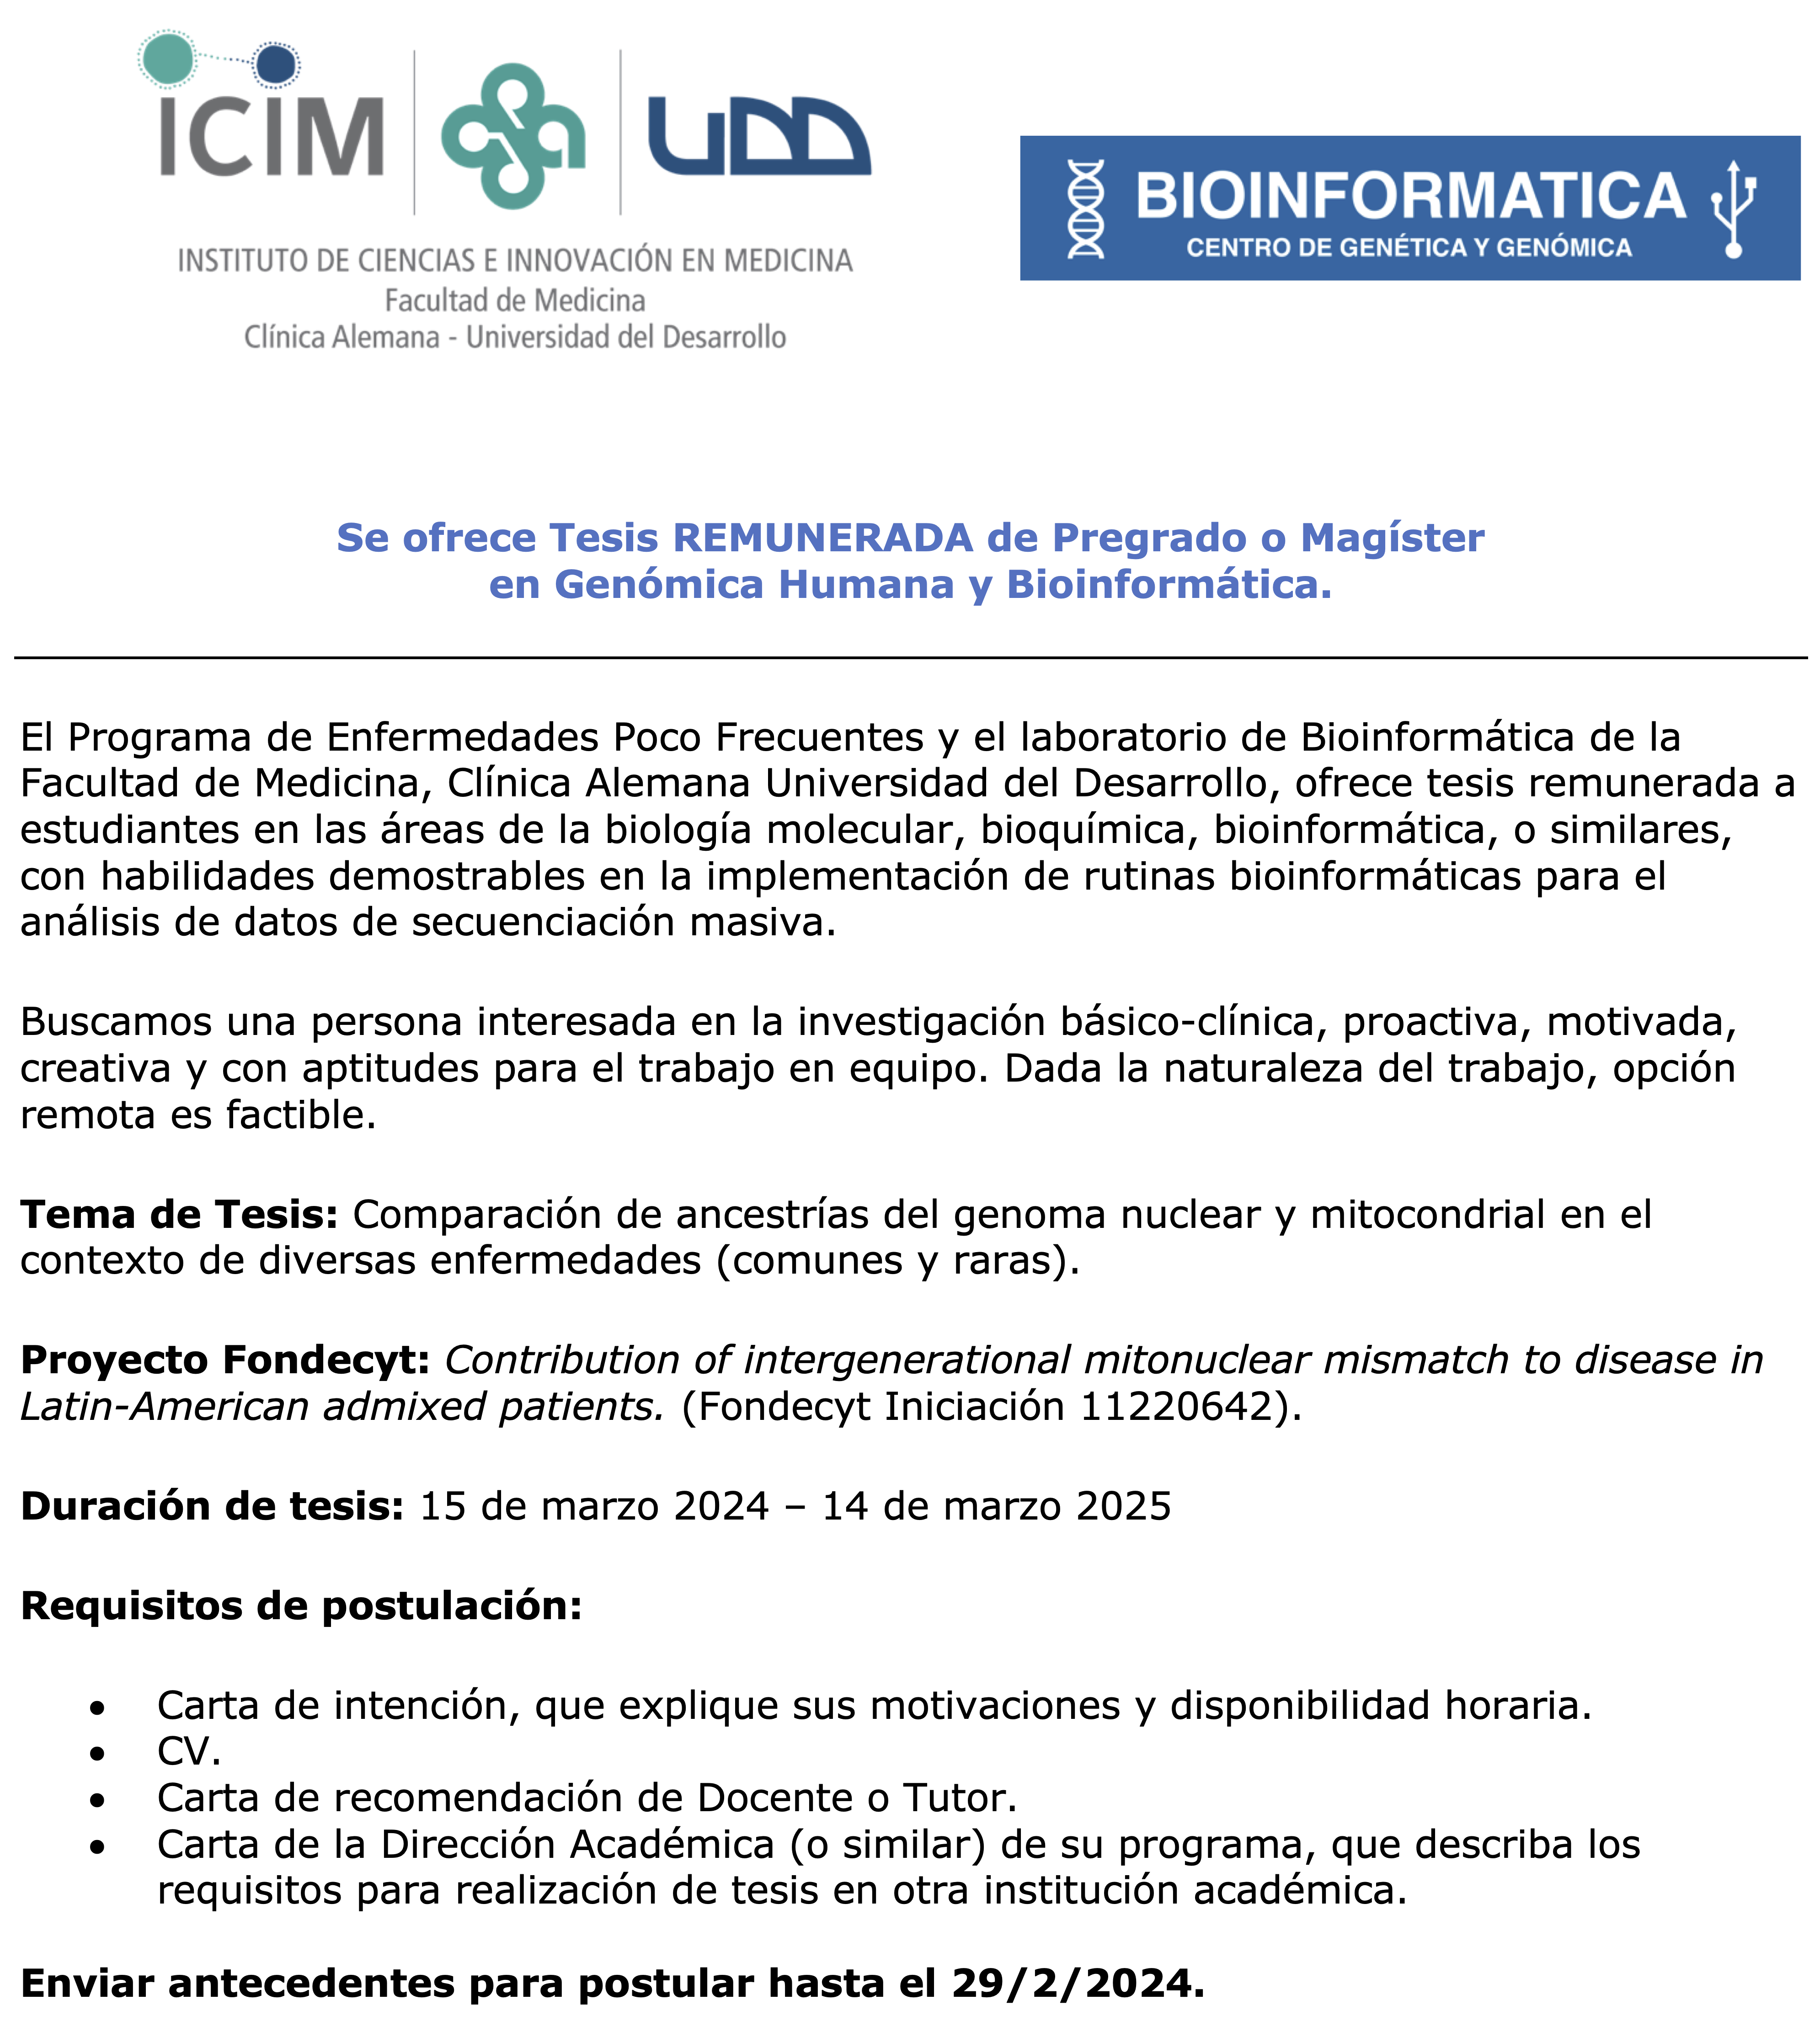 ICIM
UDD
INSTITUTO DE CIENCIAS E INNOVACIÓN EN MEDICINA
Facultad de Medicina
Clínica Alemana - Universidad del Desarrollo
BIOINFORMATICA
CENTRO DE GENÉTICA Y GENÓMICA
Se ofrece Tesis REMUNERADA de Pregrado o Magíster
en Genómica Humana y Bioinformática.
El Programa de Enfermedades Poco Frecuentes y el laboratorio de Bioinformática de la
Facultad de Medicina, Clínica Alemana Universidad del Desarrollo, ofrece tesis remunerada a
estudiantes en las áreas de la biología molecular, bioquímica, bioinformática, o similares,
con habilidades demostrables en la implementación de rutinas bioinformáticas para el
análisis de datos de secuenciación masiva.
Buscamos una persona interesada en la investigación básico-clínica, proactiva, motivada,
creativa y con aptitudes para el trabajo en equipo. Dada la naturaleza del trabajo, opción
remota es factible.
Tema de Tesis: Comparación de ancestrías del genoma nuclear y mitocondrial en el
contexto de diversas enfermedades (comunes y raras).
Proyecto Fondecyt: Contribution of intergenerational mitonuclear mismatch to disease in
Latin-American admixed patients. (Fondecyt Iniciación 11220642).
Duración de tesis: 15 de marzo 2024 – 14 de marzo 2025
Requisitos de postulación:
• Carta de intención, que explique sus motivaciones y disponibilidad horaria.
• CV.
• Carta de recomendación de Docente o Tutor.
• Carta de la Dirección Académica (o similar) de su programa, que describa los
requisitos para realización de tesis en otra institución académica.
Enviar antecedentes para postular hasta el 29/2/2024.